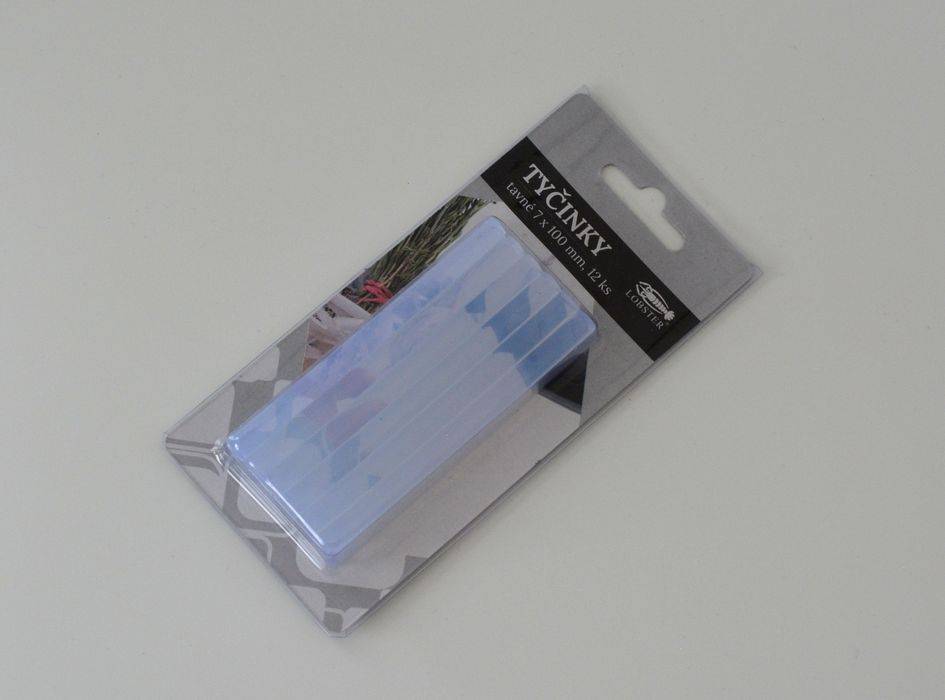 TYČINKY
tavné 7 x 100 mm, 12 ks
LOBSTER